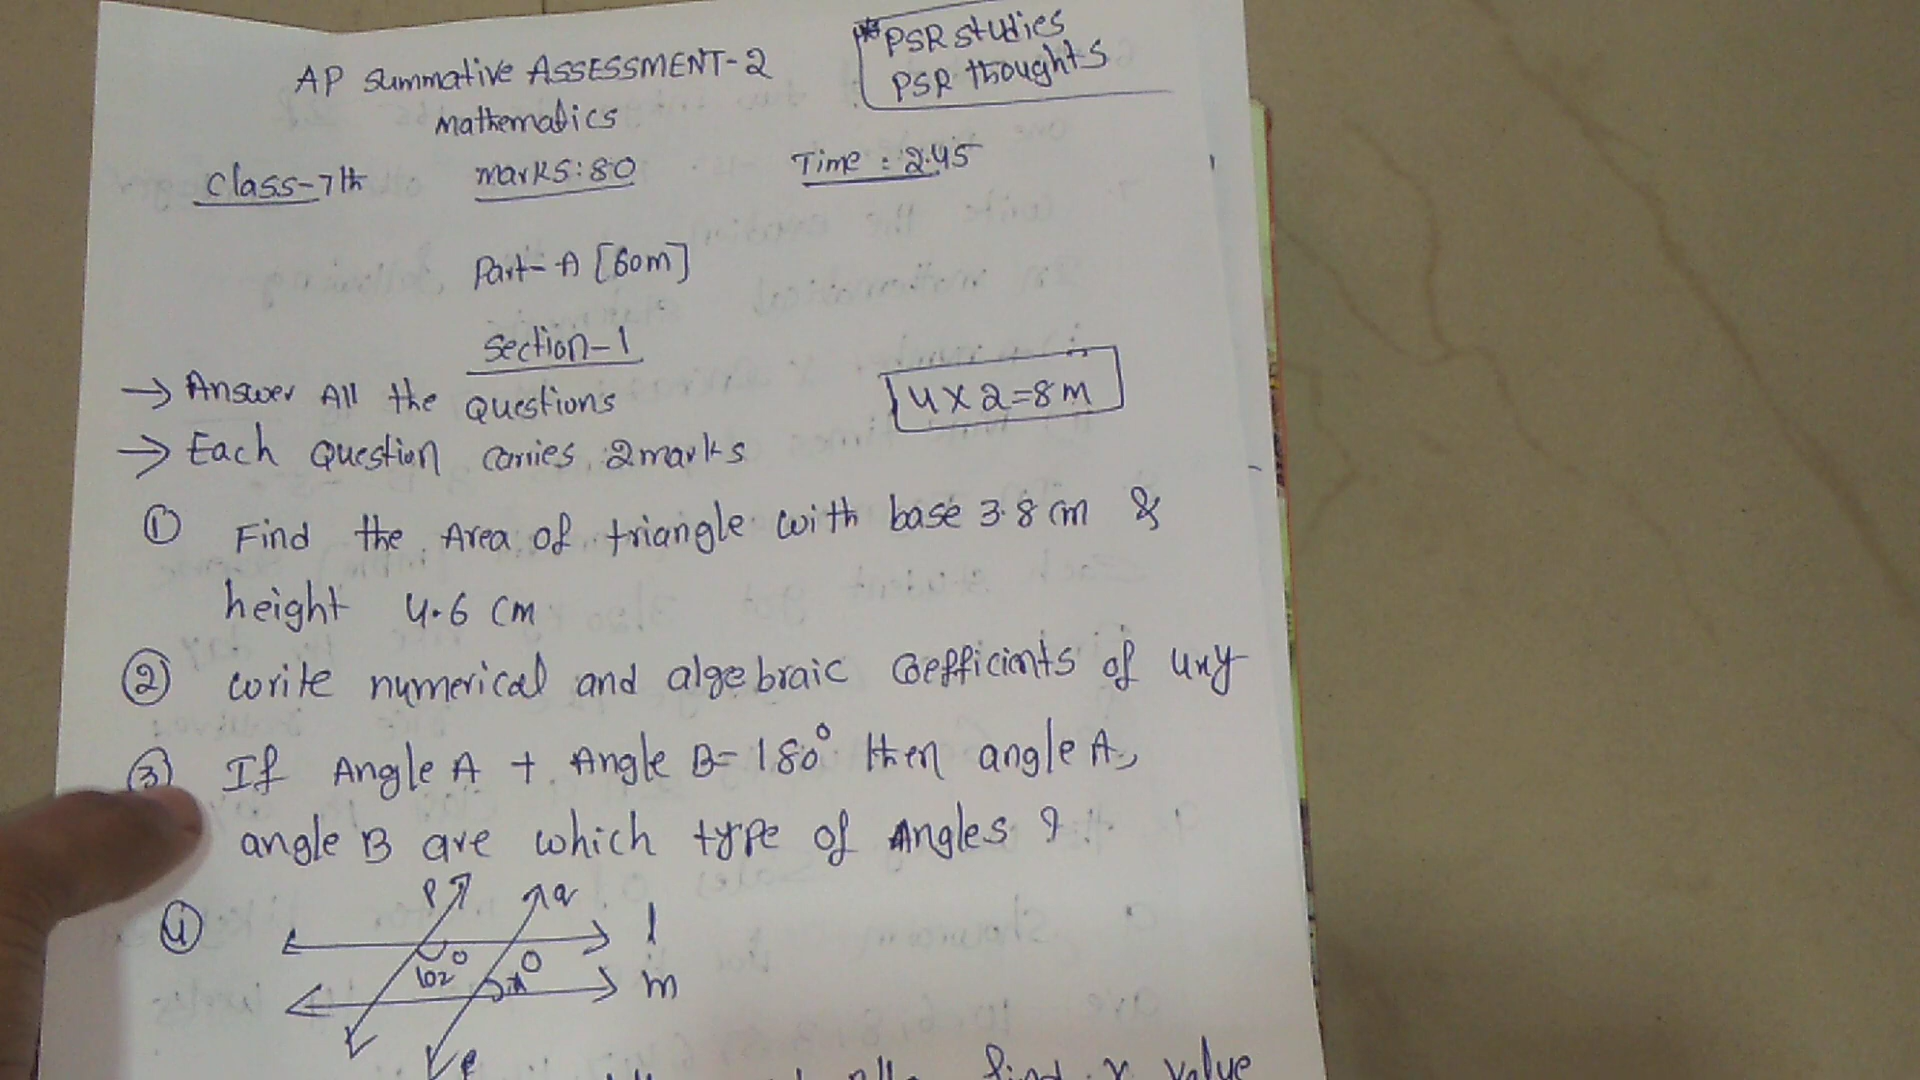 PSR studies
PSR thoughts
AP Summative ASSESSMENT-2
Mathematics
Class-7th marks:80 Time : 2.45
Part-A [60m]
Section-1
→ Answer All the Questions 4x2=8m
→ Each Question carries 2marks
① Find the Area of triangle with base 3.8 cm &
height 4.6 cm
② write numerical and algebraic Coefficients of 4xy
③ If Angle A + Angle B=180° then angle A,
angle B are which type of Angles ?
④
p q
l
102° x°
m
find x value